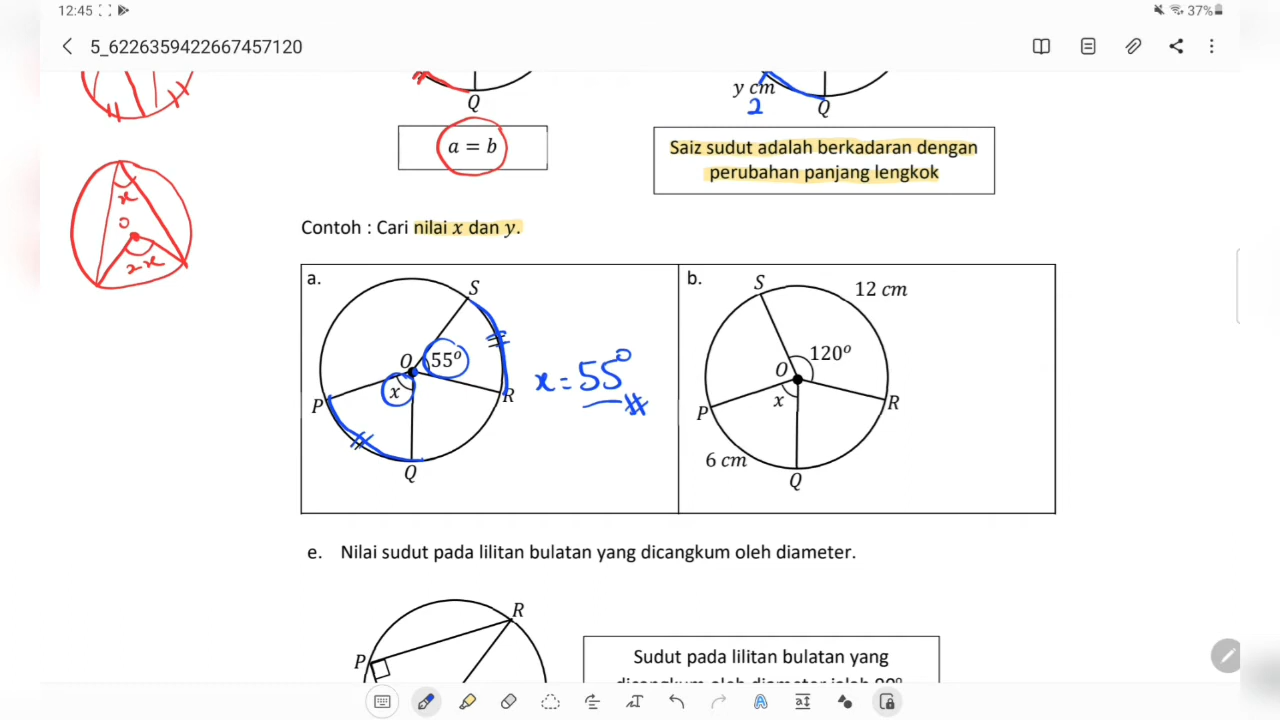 12:45
37%
5_6226359422667457120
Q
y cm
2
Q
a = b
Saiz sudut adalah berkadaran dengan
perubahan panjang lengkok
x
O
2x
Contoh : Cari nilai x dan y.
a.
S
O
55°
x
P
R
Q
x = 55°
b.
S
12 cm
120°
O
x
P
R
6 cm
Q
e. Nilai sudut pada lilitan bulatan yang dicangkum oleh diameter.
R
P
Sudut pada lilitan bulatan yang